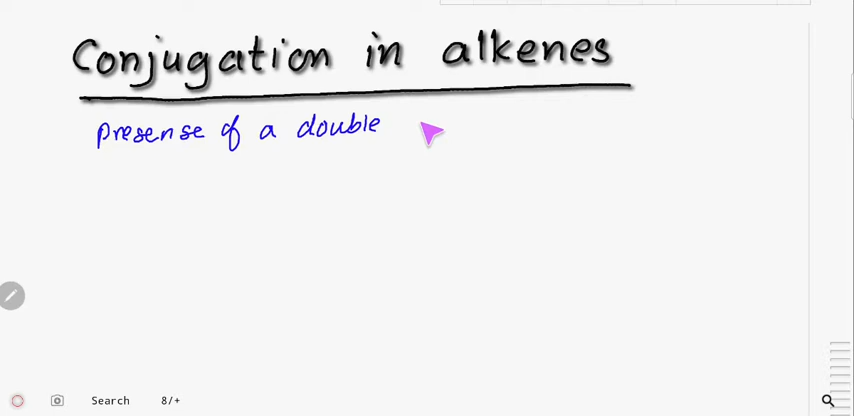 Conjugation in alkenes
presense of a double
Search 8/+